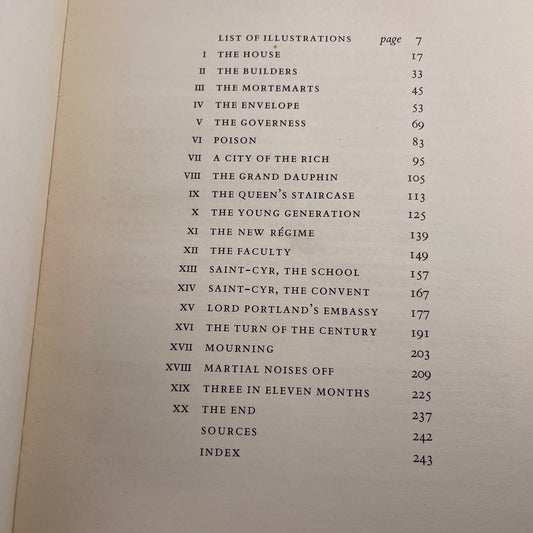 LIST OF ILLUSTRATIONS page 7
I THE HOUSE 17
II THE BUILDERS 33
III THE MORTEMARTS 45
IV THE ENVELOPE 53
V THE GOVERNESS 69
VI POISON 83
VII A CITY OF THE RICH 95
VIII THE GRAND DAUPHIN 105
IX THE QUEEN'S STAIRCASE 113
X THE YOUNG GENERATION 125
XI THE NEW RÉGIME 139
XII THE FACULTY 149
XIII SAINT-CYR, THE SCHOOL 157
XIV SAINT-CYR, THE CONVENT 167
XV LORD PORTLAND'S EMBASSY 177
XVI THE TURN OF THE CENTURY 191
XVII MOURNING 203
XVIII MARTIAL NOISES OFF 209
XIX THREE IN ELEVEN MONTHS 225
XX THE END 237
SOURCES 242
INDEX 243